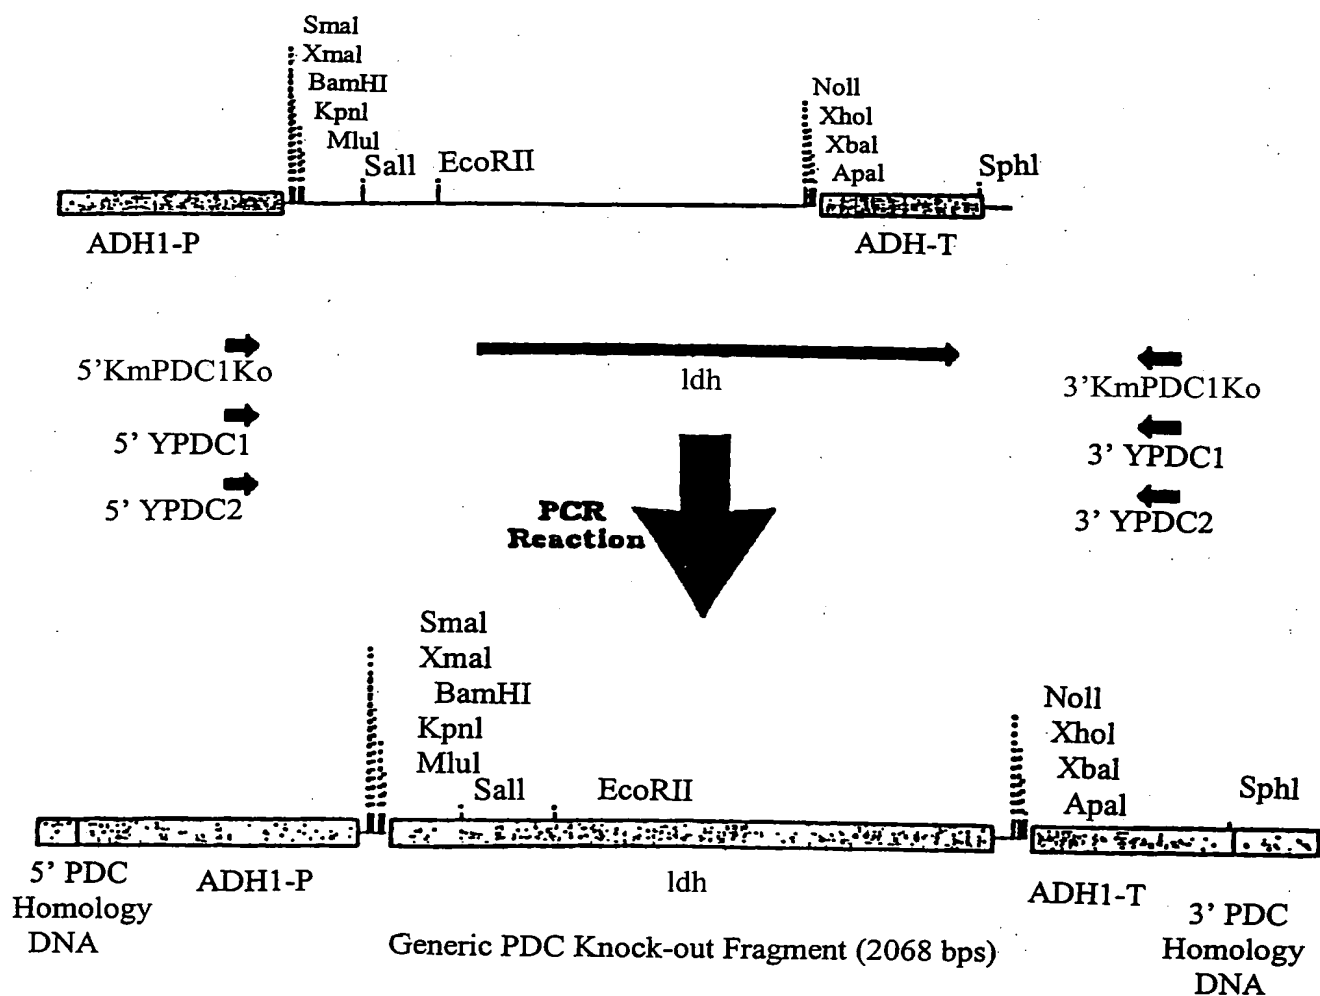 SmaI
XmaI
BamHI
KpnI
MluI
SalI
EcoRII
NotI
XhoI
XbaI
ApaI
SphI
ADH1-P
ADH-T
5'KmPDC1Ko
ldh
3'KmPDC1Ko
5' YPDC1
3' YPDC1
5' YPDC2
3' YPDC2
PCR
Reaction
SmaI
XmaI
BamHI
KpnI
MluI
SalI
EcoRII
NotI
XhoI
XbaI
ApaI
SphI
5' PDC
Homology
DNA
ADH1-P
ldh
ADH1-T
3' PDC
Homology
DNA
Generic PDC Knock-out Fragment (2068 bps)